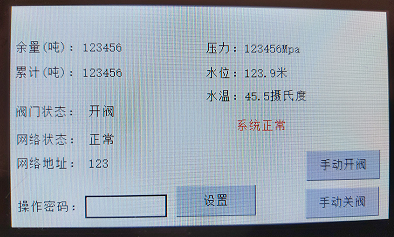 余量(吨): 123456
压力: 123456Mpa
累计(吨): 123456
水位: 123.9米
水温: 45.5摄氏度
阀门状态: 开阀
系统正常
网络状态: 正常
网络地址: 123
手动开阀
操作密码:
设置
手动关阀